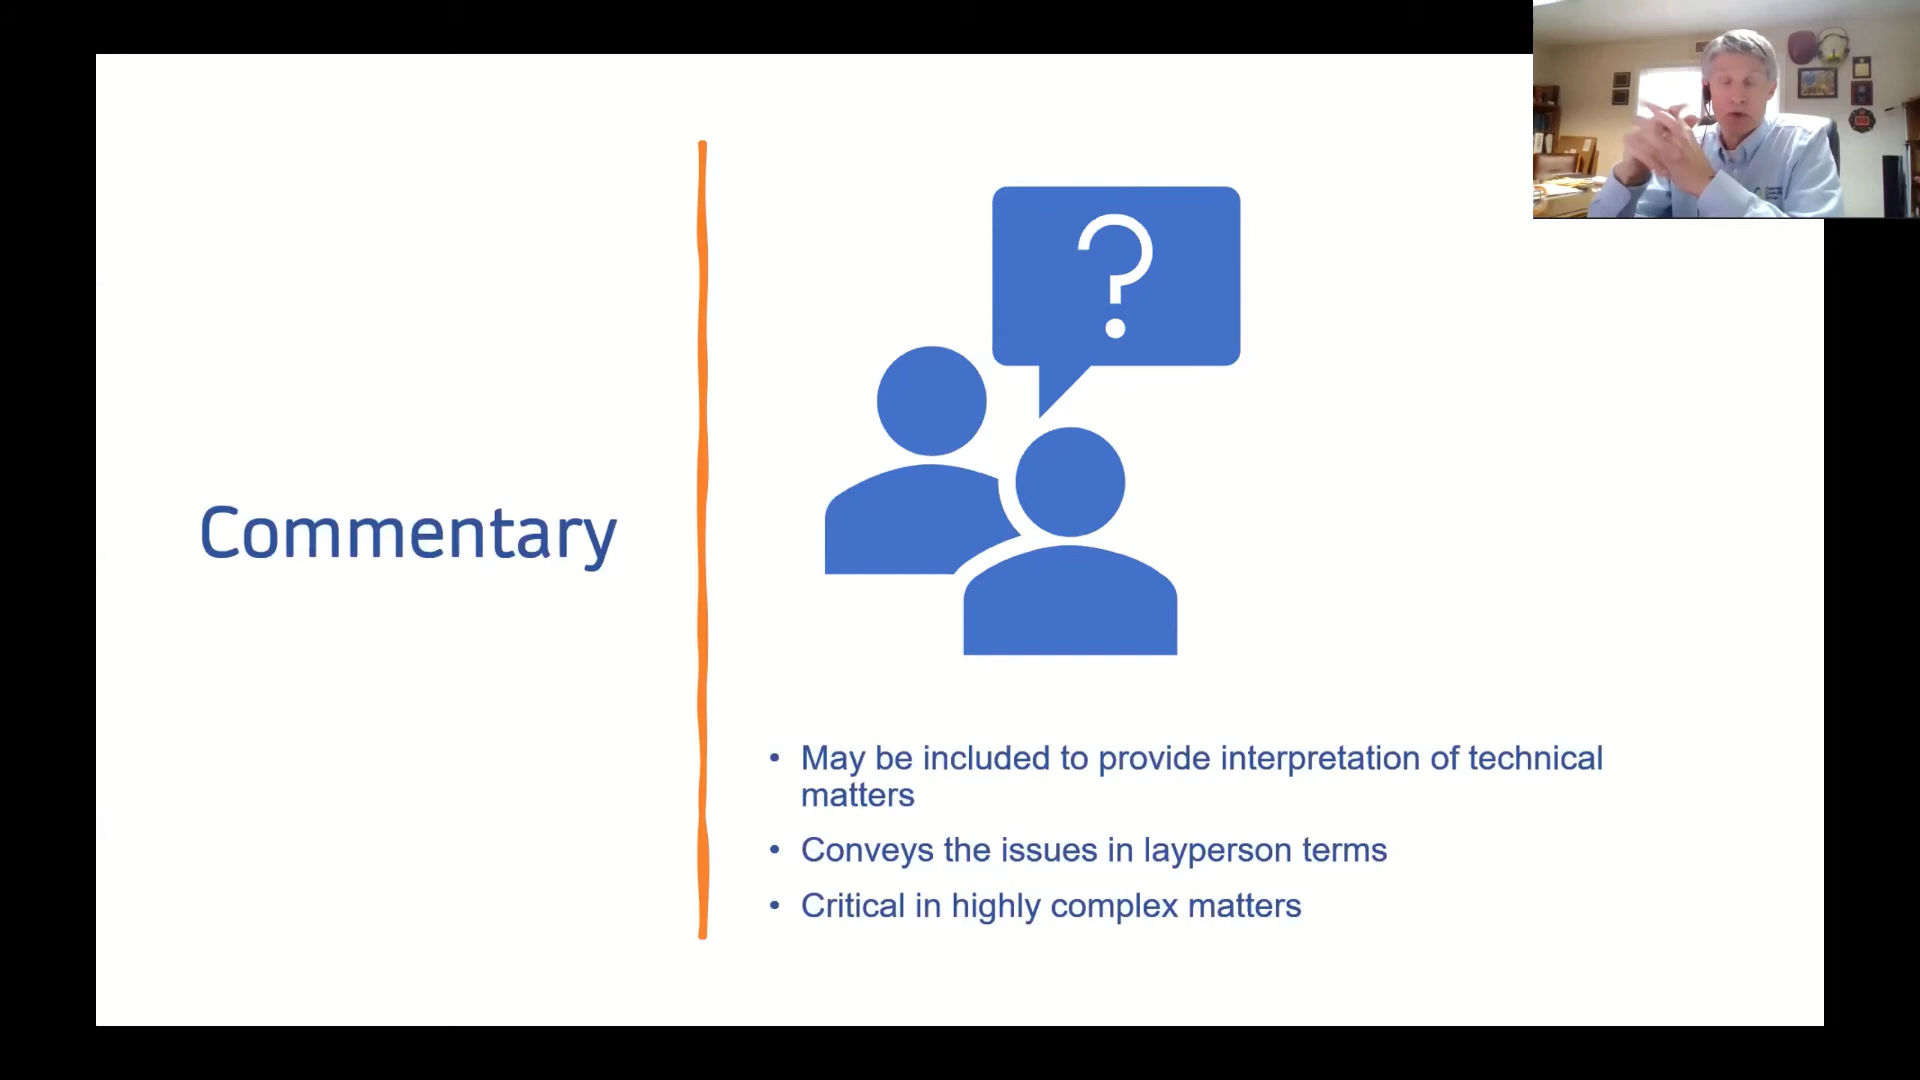 Commentary
?
• May be included to provide interpretation of technical
matters
• Conveys the issues in layperson terms
• Critical in highly complex matters